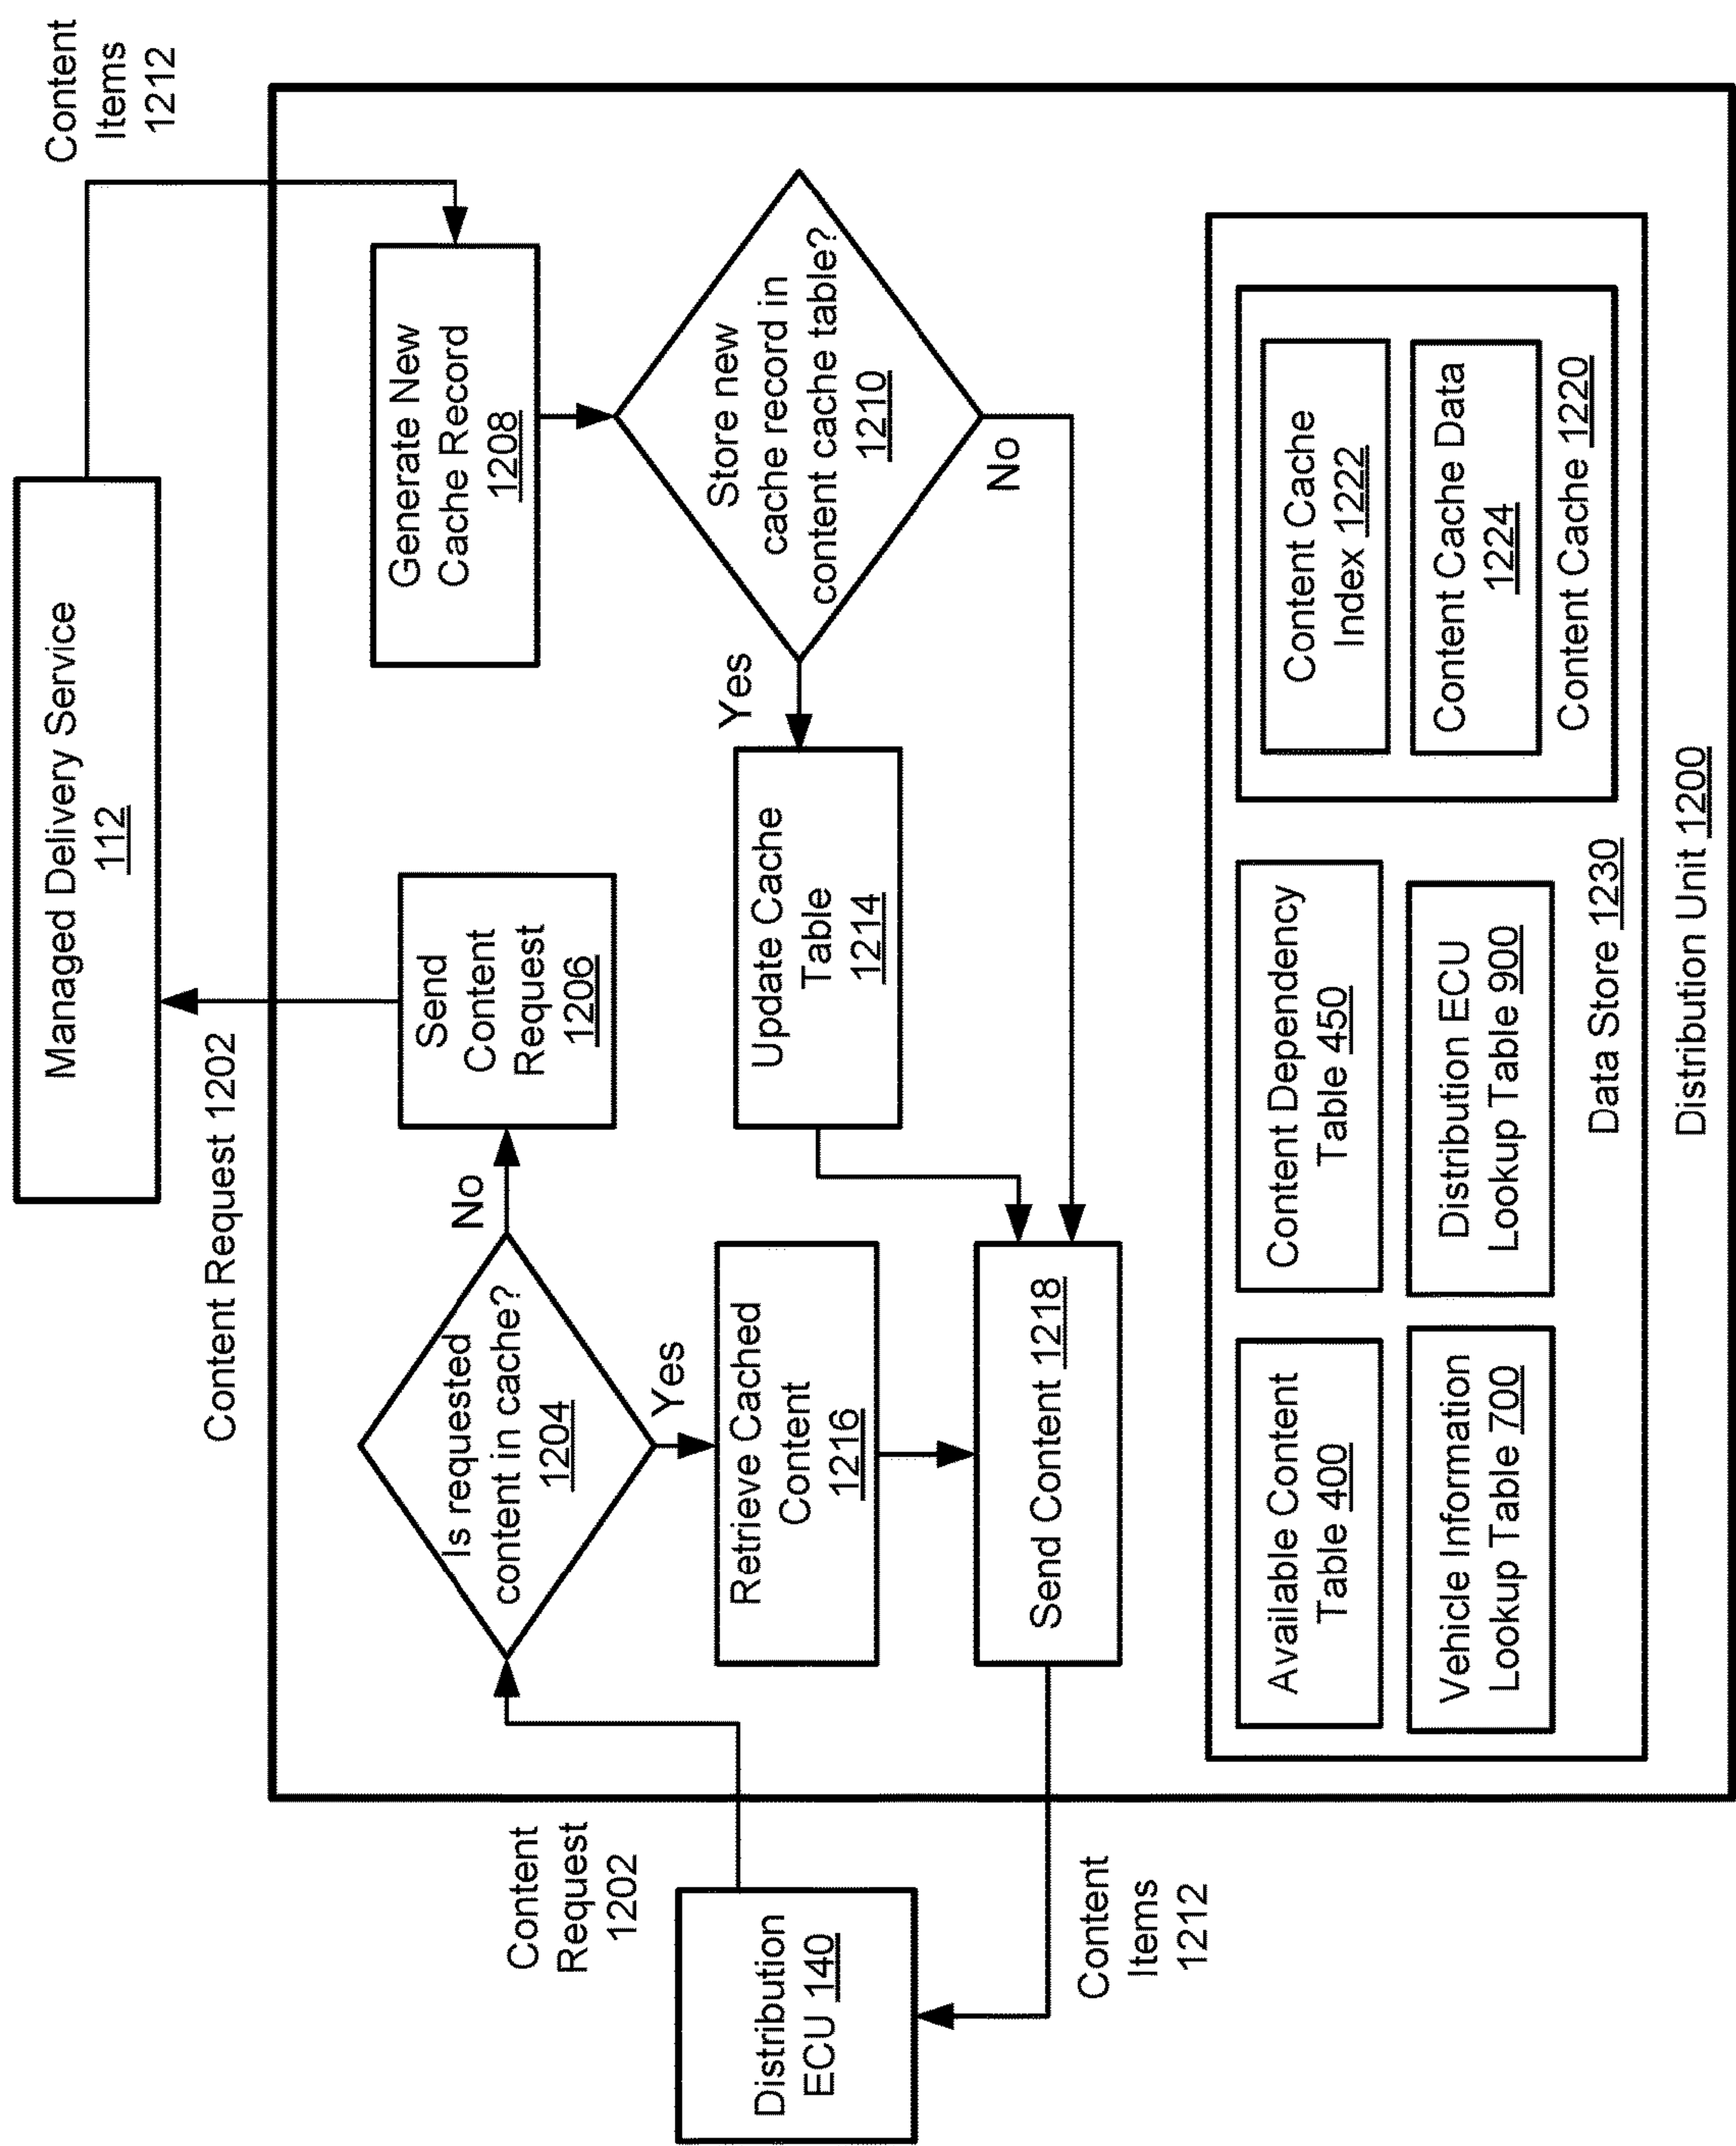 Managed Delivery Service
112
Content Request 1202
Content
Items
1212
Is requested
content in cache?
1204
No
Yes
Send
Content
Request
1206
Generate New
Cache Record
1208
Retrieve Cached
Content
1216
Update Cache
Table
1214
Yes
Store new
cache record in
content cache table?
1210
No
Send Content 1218
Content
Request
1202
Distribution
ECU 140
Content
Items
1212
Available Content
Table 400
Content Dependency
Table 450
Vehicle Information
Lookup Table 700
Distribution ECU
Lookup Table 900
Content Cache
Index 1222
Content Cache Data
1224
Content Cache 1220
Data Store 1230
Distribution Unit 1200